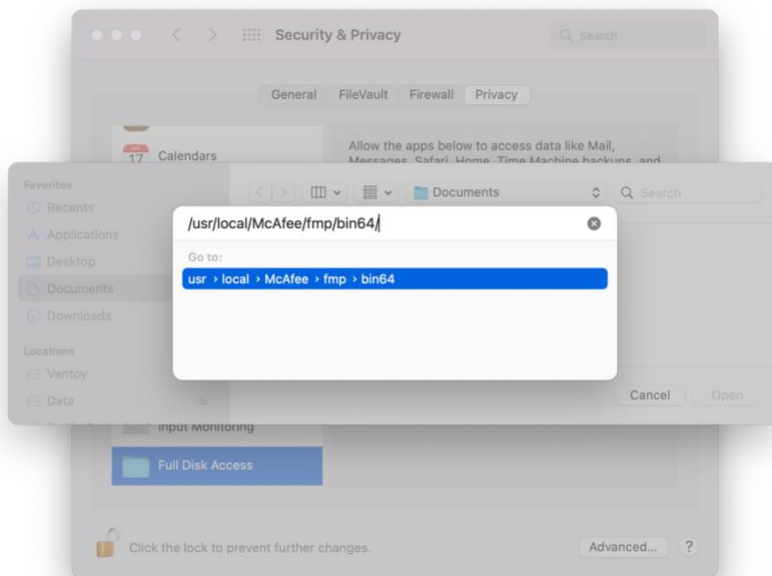 Security & Privacy
Search
General FileVault Firewall Privacy
17 Calendars
Allow the apps below to access data like Mail,
Messages, Safari, Home, Time Machine backups, and
Favorites
Documents
Search
Recents
Applications
Desktop
Documents
Downloads
Locations
Ventoy
Data
/usr/local/McAfee/fmp/bin64/
Go to:
usr › local › McAfee › fmp › bin64
Cancel Open
Input Monitoring
Full Disk Access
Click the lock to prevent further changes.
Advanced... ?